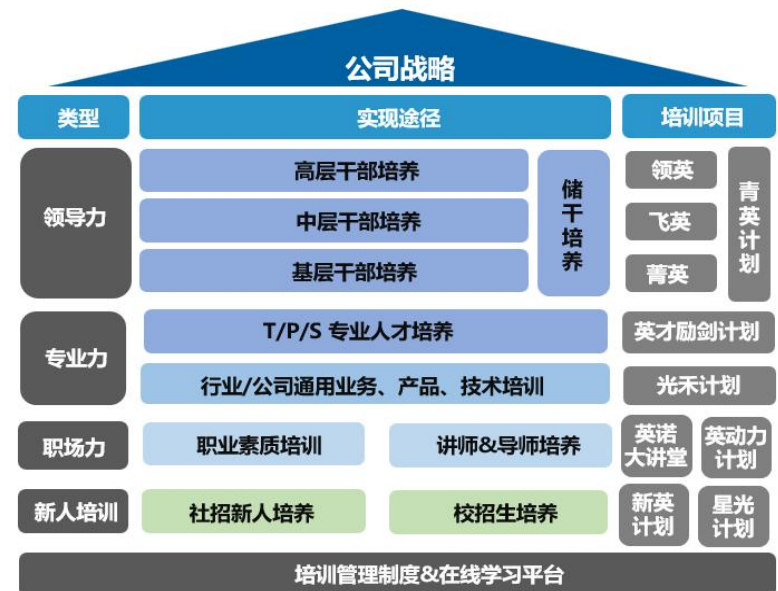 公司战略
类型
实现途径
培训项目
领导力
高层干部培养
中层干部培养
基层干部培养
储干培养
领英
飞英
菁英
青英计划
专业力
T/P/S 专业人才培养
英才励剑计划
行业/公司通用业务、产品、技术培训
光禾计划
职场力
职业素质培训
讲师&导师培养
英诺
大讲堂
英动力
计划
新人培训
社招新人培养
校招生培养
新英
计划
星光
计划
培训管理制度&在线学习平台